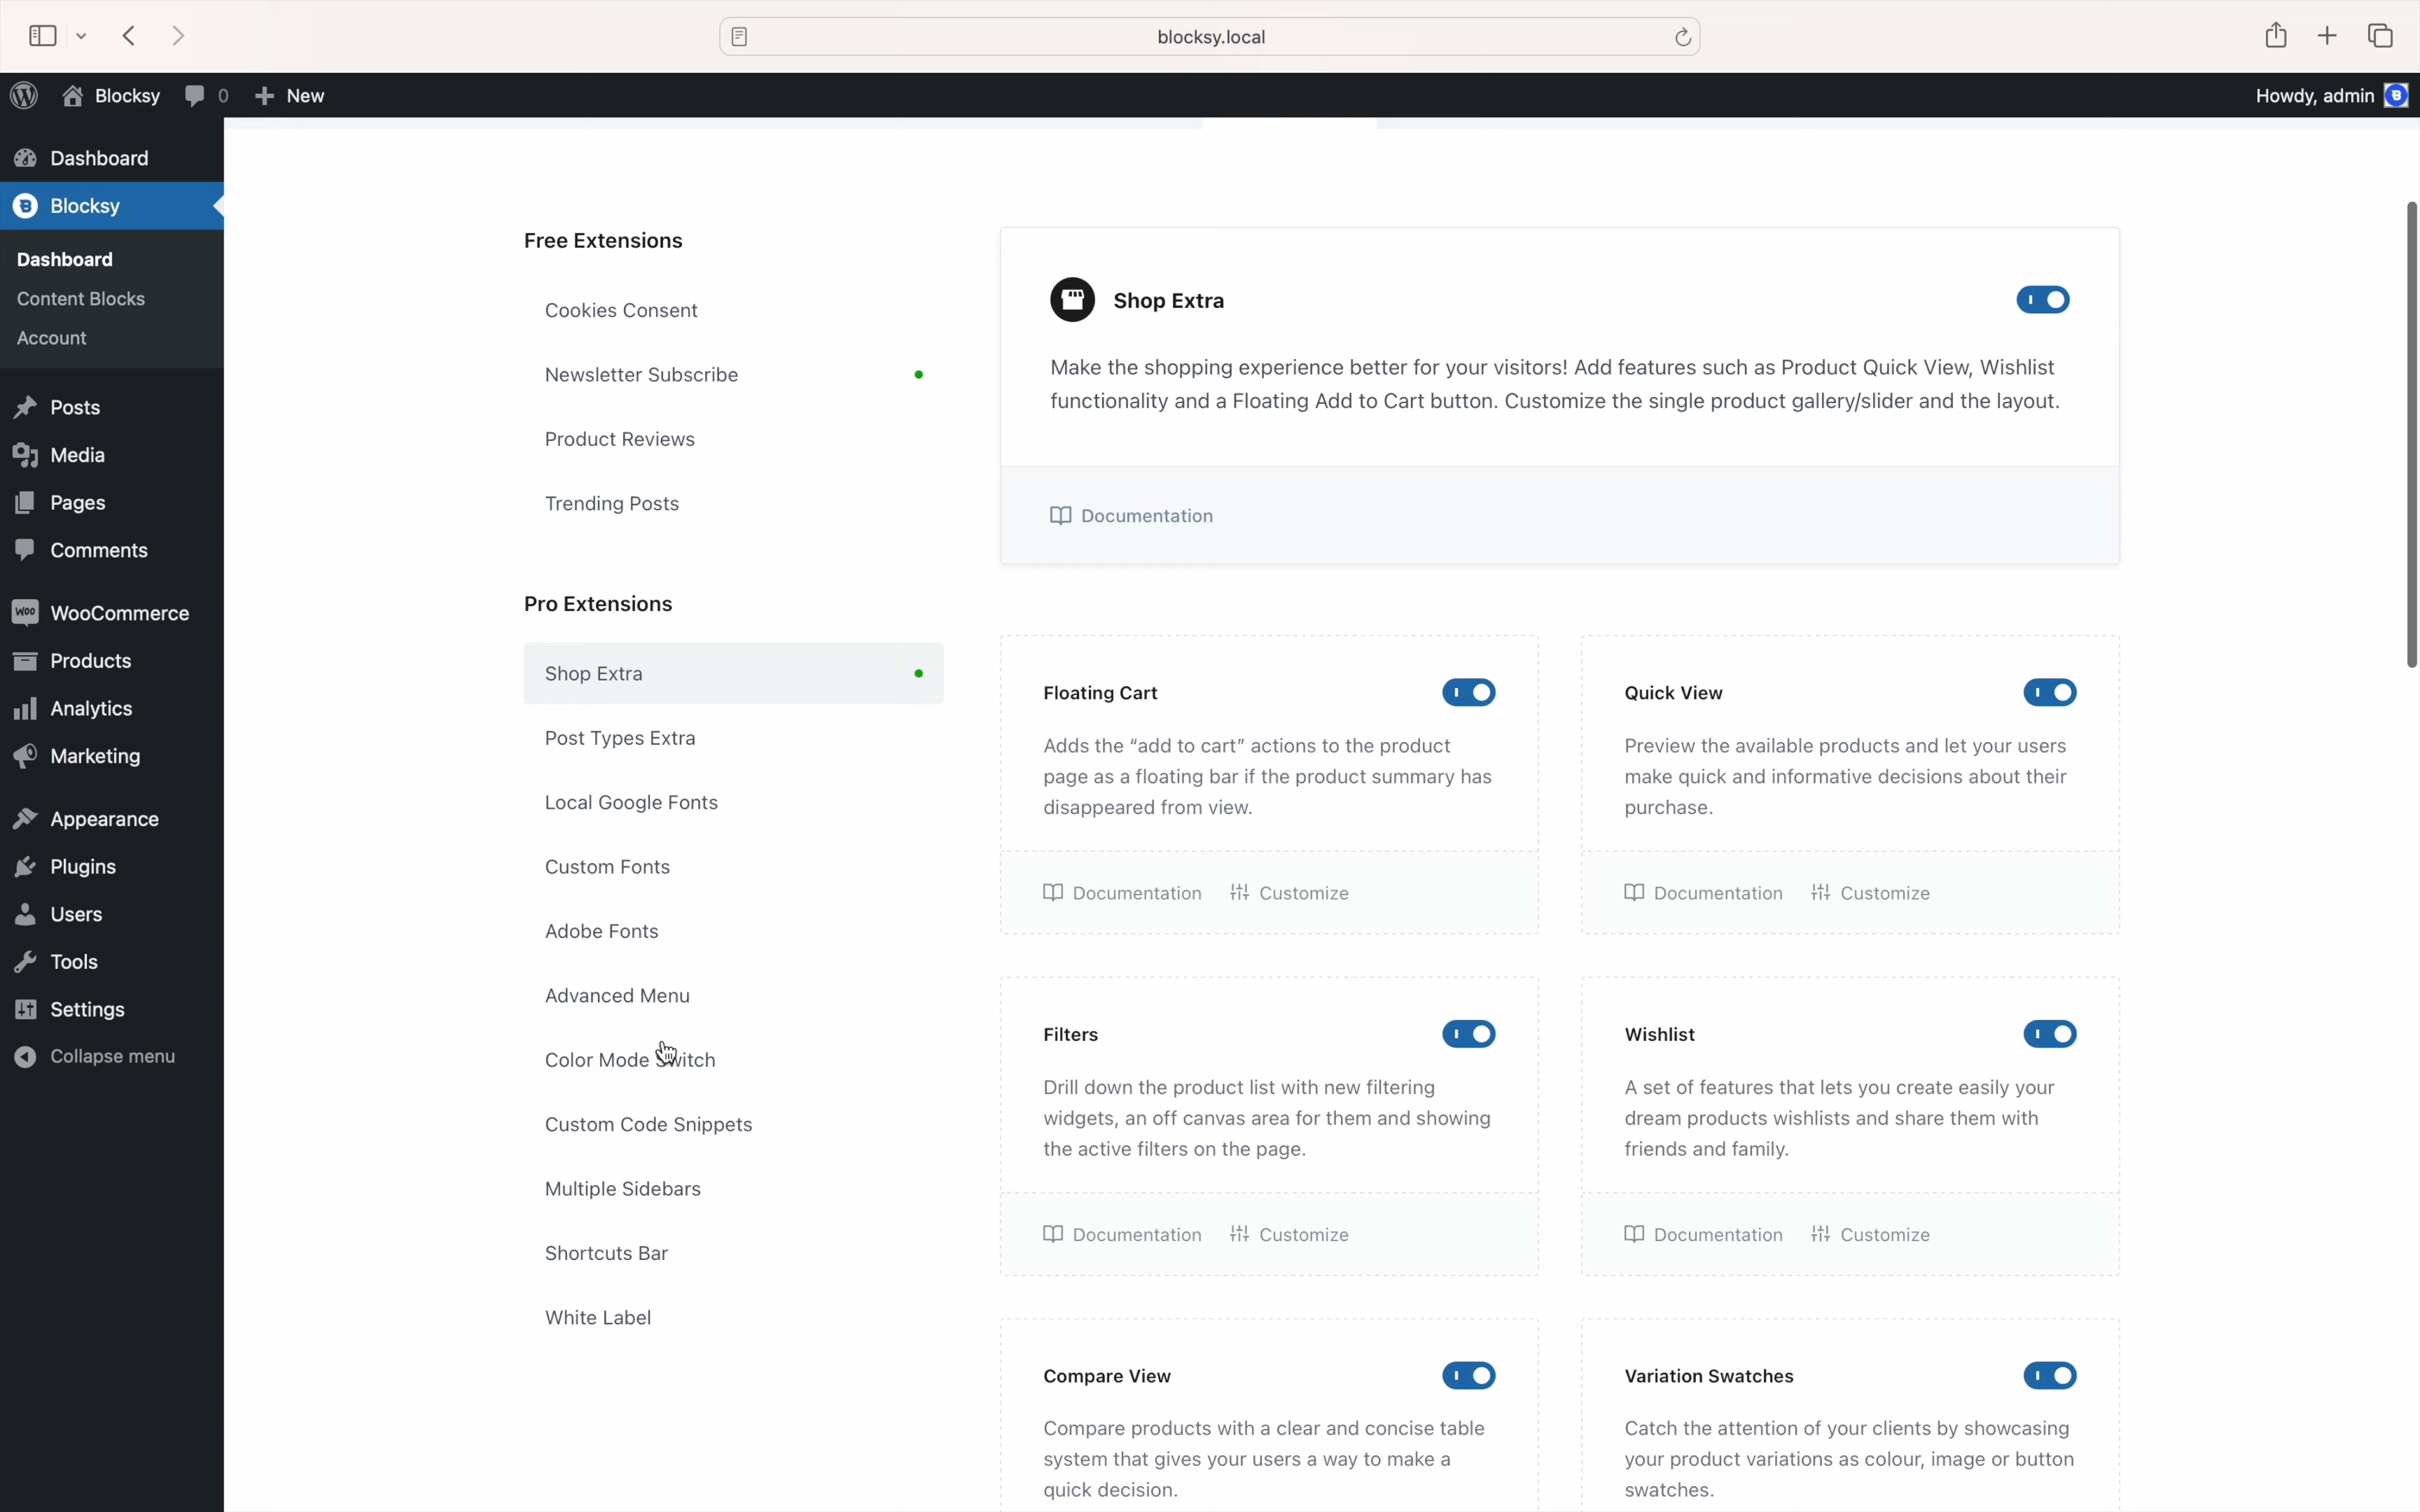 blocksy.local
Blocksy
0
New
Howdy, admin
Dashboard
Blocksy
Dashboard
Content Blocks
Account
Posts
Media
Pages
Comments
WooCommerce
Products
Analytics
Marketing
Appearance
Plugins
Users
Tools
Settings
Collapse menu
Free Extensions
Cookies Consent
Newsletter Subscribe
Product Reviews
Trending Posts
Pro Extensions
Shop Extra
Post Types Extra
Local Google Fonts
Custom Fonts
Adobe Fonts
Advanced Menu
Color Mode Switch
Custom Code Snippets
Multiple Sidebars
Shortcuts Bar
White Label
Shop Extra
Make the shopping experience better for your visitors! Add features such as Product Quick View, Wishlist
functionality and a Floating Add to Cart button. Customize the single product gallery/slider and the layout.
Documentation
Floating Cart
Adds the “add to cart” actions to the product
page as a floating bar if the product summary has
disappeared from view.
Documentation Customize
Quick View
Preview the available products and let your users
make quick and informative decisions about their
purchase.
Documentation Customize
Filters
Drill down the product list with new filtering
widgets, an off canvas area for them and showing
the active filters on the page.
Documentation Customize
Wishlist
A set of features that lets you create easily your
dream products wishlists and share them with
friends and family.
Documentation Customize
Compare View
Compare products with a clear and concise table
system that gives your users a way to make a
quick decision.
Variation Swatches
Catch the attention of your clients by showcasing
your product variations as colour, image or button
swatches.